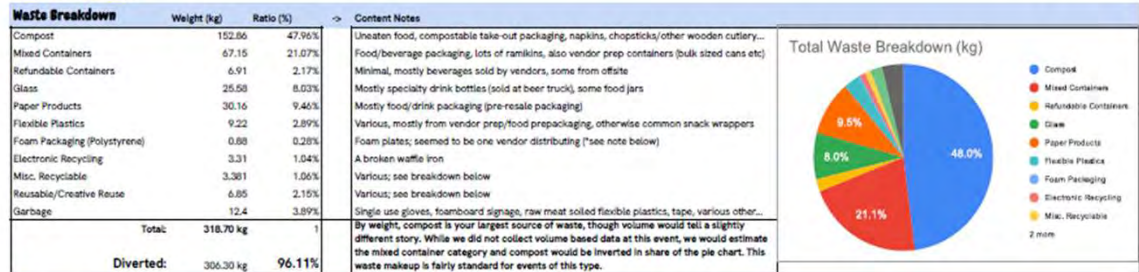 Waste Breakdown Weight (kg) Ratio (%) -> Content Notes
Compost 152.86 47.96% Uneaten food, compostable take-out packaging, napkins, chopsticks/other wooden cutlery...
Mixed Containers 67.15 21.07% Food/beverage packaging, lots of ramikins, also vendor prep containers (bulk sized cans etc)
Refundable Containers 6.91 2.17% Minimal, mostly beverages sold by vendors, some from offsite
Glass 25.58 8.03% Mostly specialty drink bottles (sold at beer truck), some food jars
Paper Products 30.16 9.46% Mostly food/drink packaging (pre-resale packaging)
Flexible Plastics 9.22 2.89% Various, mostly from vendor prep/food prepackaging, otherwise common snack wrappers
Foam Packaging (Polystyrene) 0.88 0.28% Foam plates; seemed to be one vendor distributing (*see note below)
Electronic Recycling 3.31 1.04% A broken waffle iron
Misc. Recyclable 3.381 1.06% Various; see breakdown below
Reusable/Creative Reuse 6.85 2.15% Various; see breakdown below
Garbage 12.4 3.89% Single use gloves, foamboard signage, raw meat soiled flexible plastics, tape, various other...
Total: 318.70 kg 1
Diverted: 306.30 kg 96.11%
By weight, compost is your largest source of waste, though volume would tell a slightly
different story. While we did not collect volume based data at this event, we would estimate
the mixed container category and compost would be inverted in share of the pie chart. This
waste makeup is fairly standard for events of this type.
Total Waste Breakdown (kg)
48.0%
21.1%
8.0%
9.5%
Compost
Mixed Containers
Refundable Containers
Glass
Paper Products
Flexible Plastics
Foam Packaging
Electronic Recycling
Misc. Recyclable
2 more